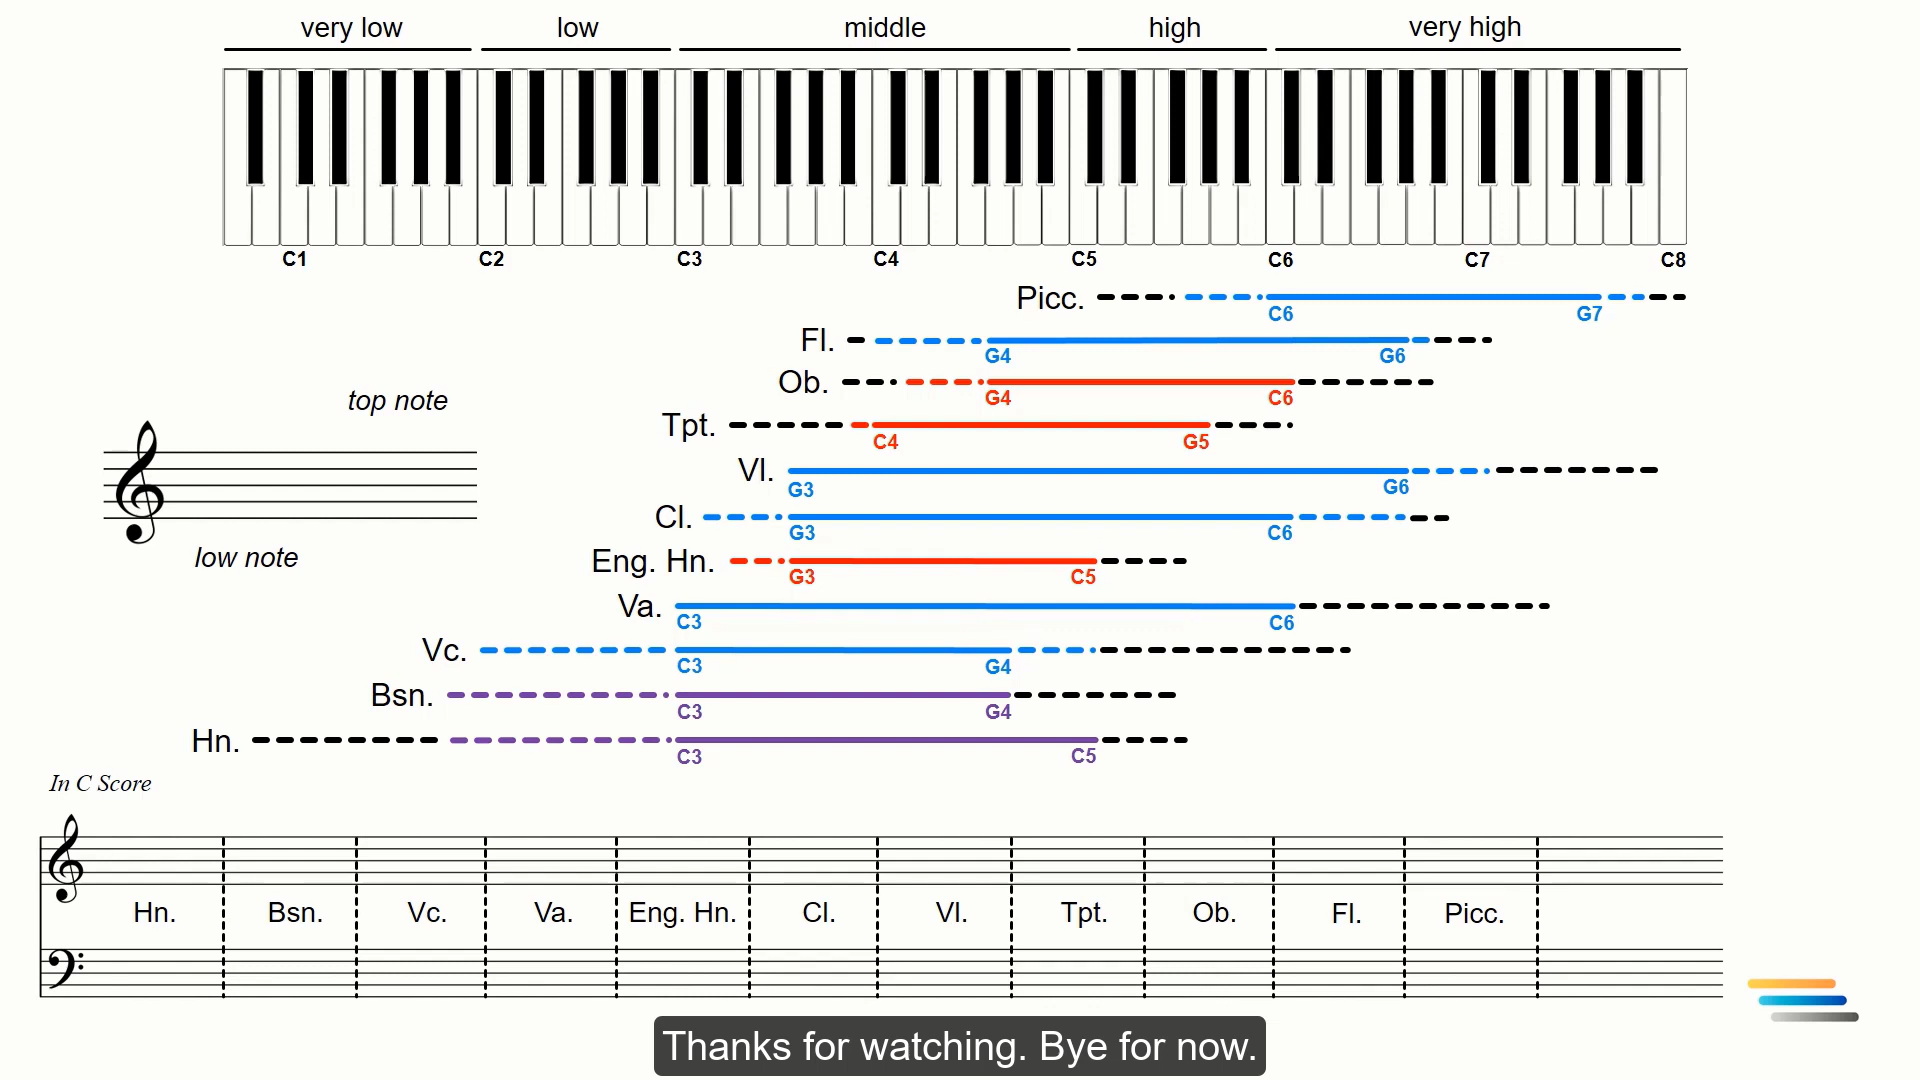 very low low middle high very high
C1 C2 C3 C4 C5 C6 C7 C8
Picc. C6 G7
Fl. G4 G6
Ob. G4 C6
top note
Tpt. C4 G5
Vl. G3 G6
Cl. G3 C6
low note
Eng. Hn. G3 C5
Va. C3 C6
Vc. C3 G4
Bsn. C3 G4
Hn. C3 C5
In C Score
Hn. Bsn. Vc. Va. Eng. Hn. Cl. Vl. Tpt. Ob. Fl. Picc.
Thanks for watching. Bye for now.